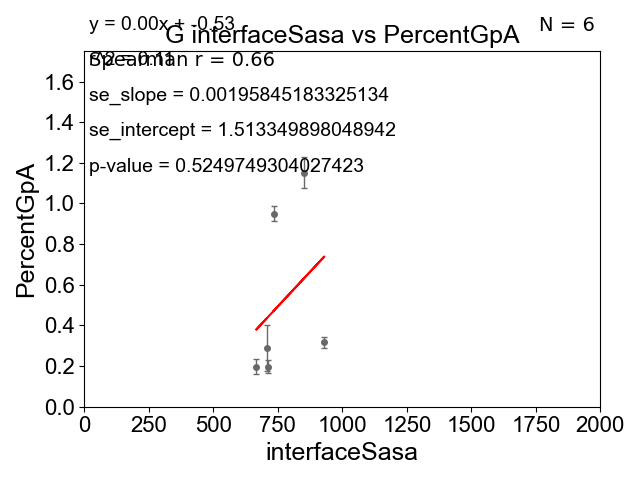 y = 0.00x + -0.53
N = 6
G interfaceSasa vs PercentGpA
Spearman r = 0.66
se_slope = 0.00195845183325134
se_intercept = 1.513349898048942
p-value = 0.5249749304027423
PercentGpA
1.6
1.4
1.2
1.0
0.8
0.6
0.4
0.2
0.0
0 250 500 750 1000 1250 1500 1750 2000
interfaceSasa